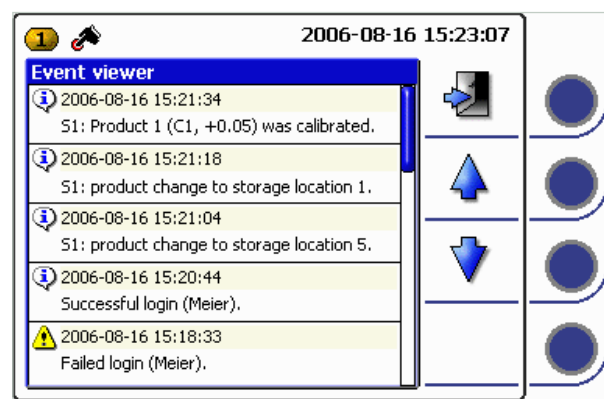 1
2006-08-16 15:23:07
Event viewer
2006-08-16 15:21:34
S1: Product 1 (C1, +0.05) was calibrated.
2006-08-16 15:21:18
S1: product change to storage location 1.
2006-08-16 15:21:04
S1: product change to storage location 5.
2006-08-16 15:20:44
Successful login (Meier).
2006-08-16 15:18:33
Failed login (Meier).